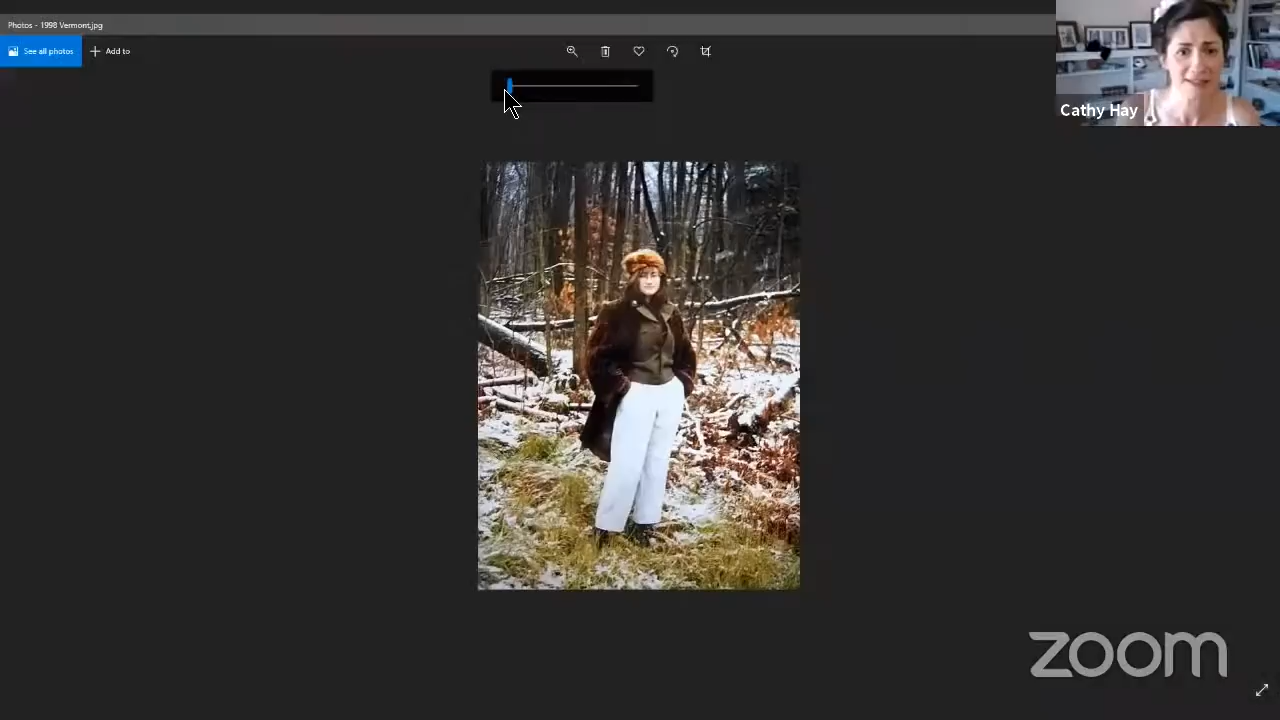 Photos - 1998 Vermont.jpg
See all photos
Add to
Cathy Hay
zoom